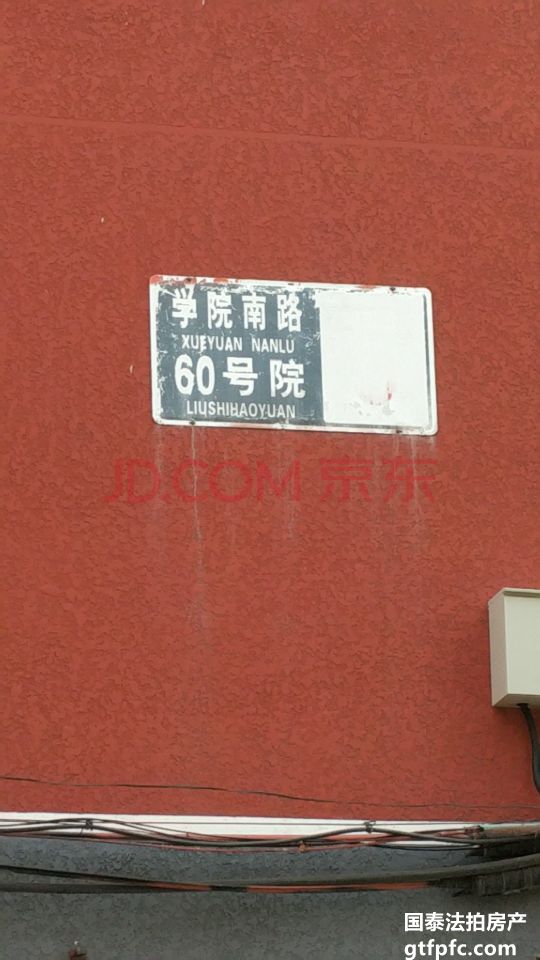 学院南路
XUEYUAN NANLU
60号院
LIUSHIHAOYUAN
JD.COM 京东
国泰法拍房产
gtfpfc.com